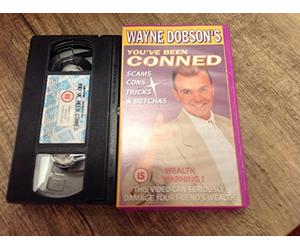 WAYNE DOBSON'S
YOU'VE BEEN
CONNED
SCAMS
CONS
TRICKS
& BETCHAS
WEALTH
WARNING!
15
THIS VIDEO CAN SERIOUSLY
DAMAGE YOUR FRIEND'S WEALTH
15